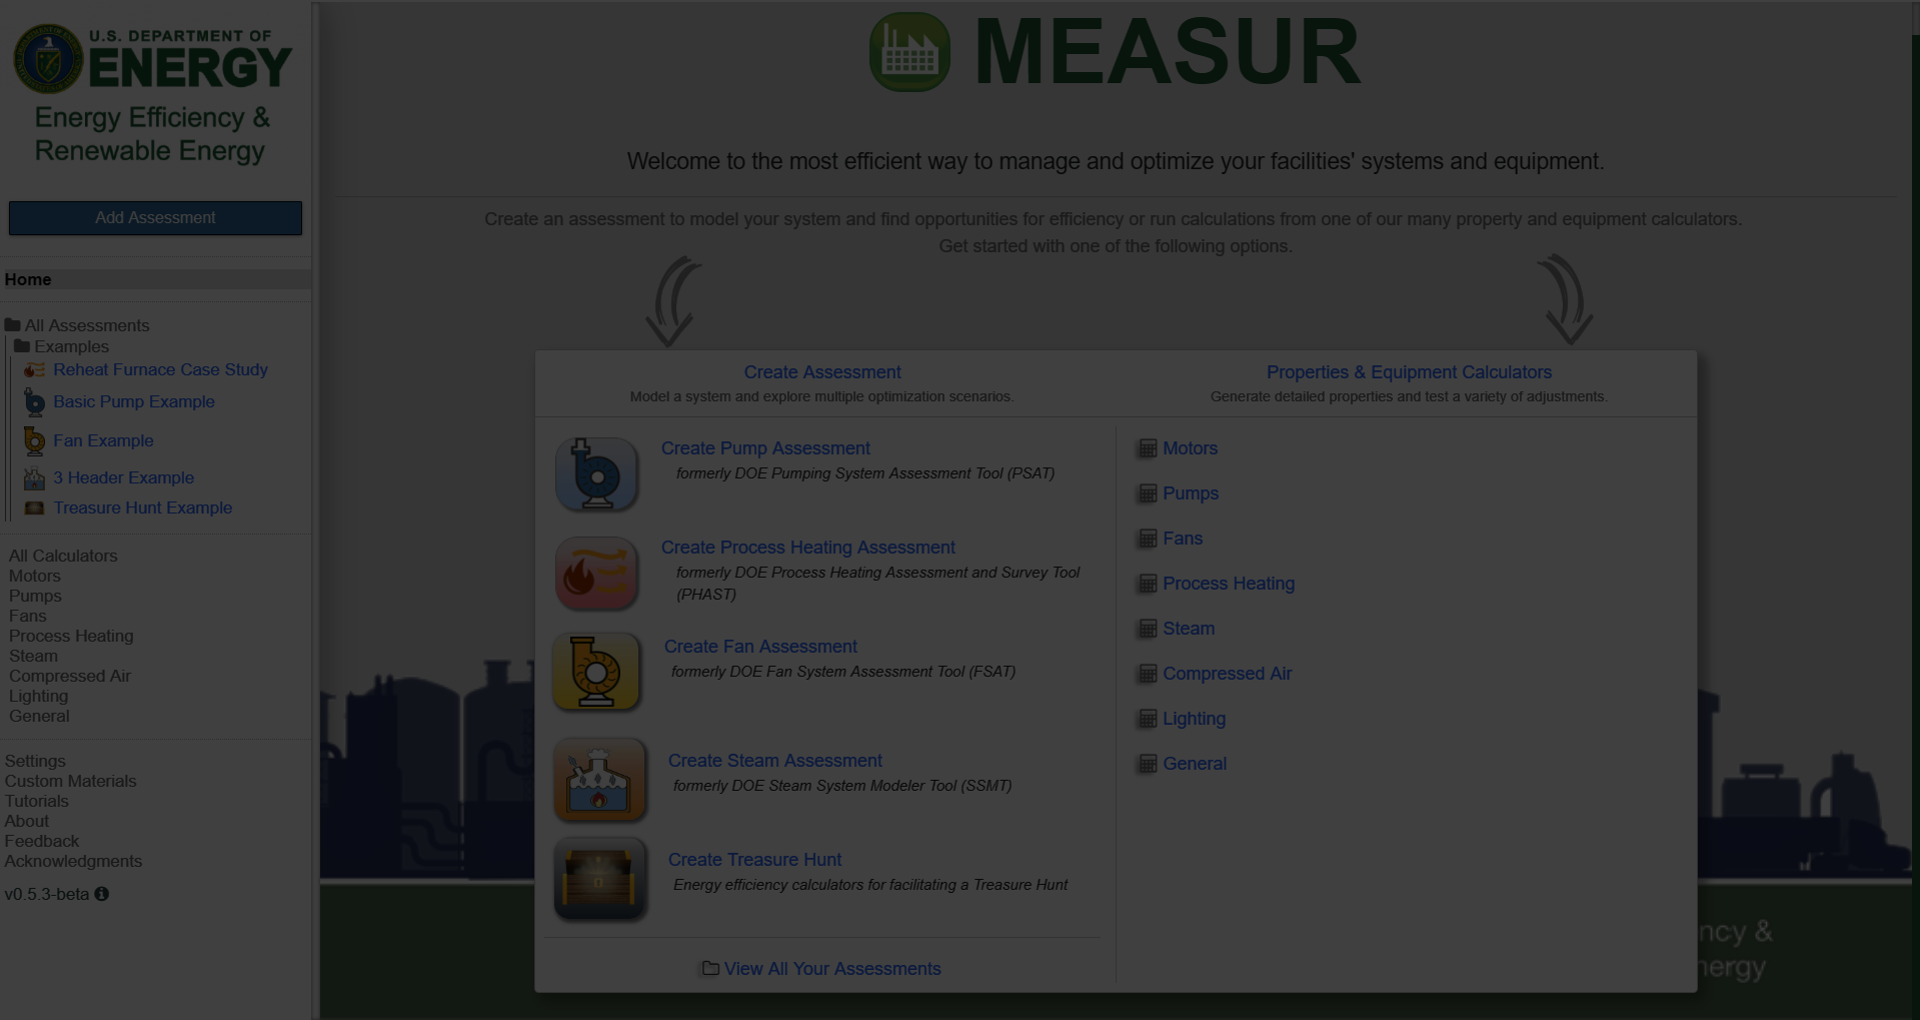 U.S. DEPARTMENT OF
ENERGY
Energy Efficiency &
Renewable Energy
Add Assessment
Home
All Assessments
Examples
Reheat Furnace Case Study
Basic Pump Example
Fan Example
3 Header Example
Treasure Hunt Example
All Calculators
Motors
Pumps
Fans
Process Heating
Steam
Compressed Air
Lighting
General
Settings
Custom Materials
Tutorials
About
Feedback
Acknowledgments
v0.5.3-beta
MEASUR
Welcome to the most efficient way to manage and optimize your facilities' systems and equipment.
Create an assessment to model your system and find opportunities for efficiency or run calculations from one of our many property and equipment calculators.
Get started with one of the following options.
Create Assessment
Model a system and explore multiple optimization scenarios.
Create Pump Assessment
formerly DOE Pumping System Assessment Tool (PSAT)
Create Process Heating Assessment
formerly DOE Process Heating Assessment and Survey Tool
(PHAST)
Create Fan Assessment
formerly DOE Fan System Assessment Tool (FSAT)
Create Steam Assessment
formerly DOE Steam System Modeler Tool (SSMT)
Create Treasure Hunt
Energy efficiency calculators for facilitating a Treasure Hunt
View All Your Assessments
Properties & Equipment Calculators
Generate detailed properties and test a variety of adjustments.
Motors
Pumps
Fans
Process Heating
Steam
Compressed Air
Lighting
General
ncy &
nergy